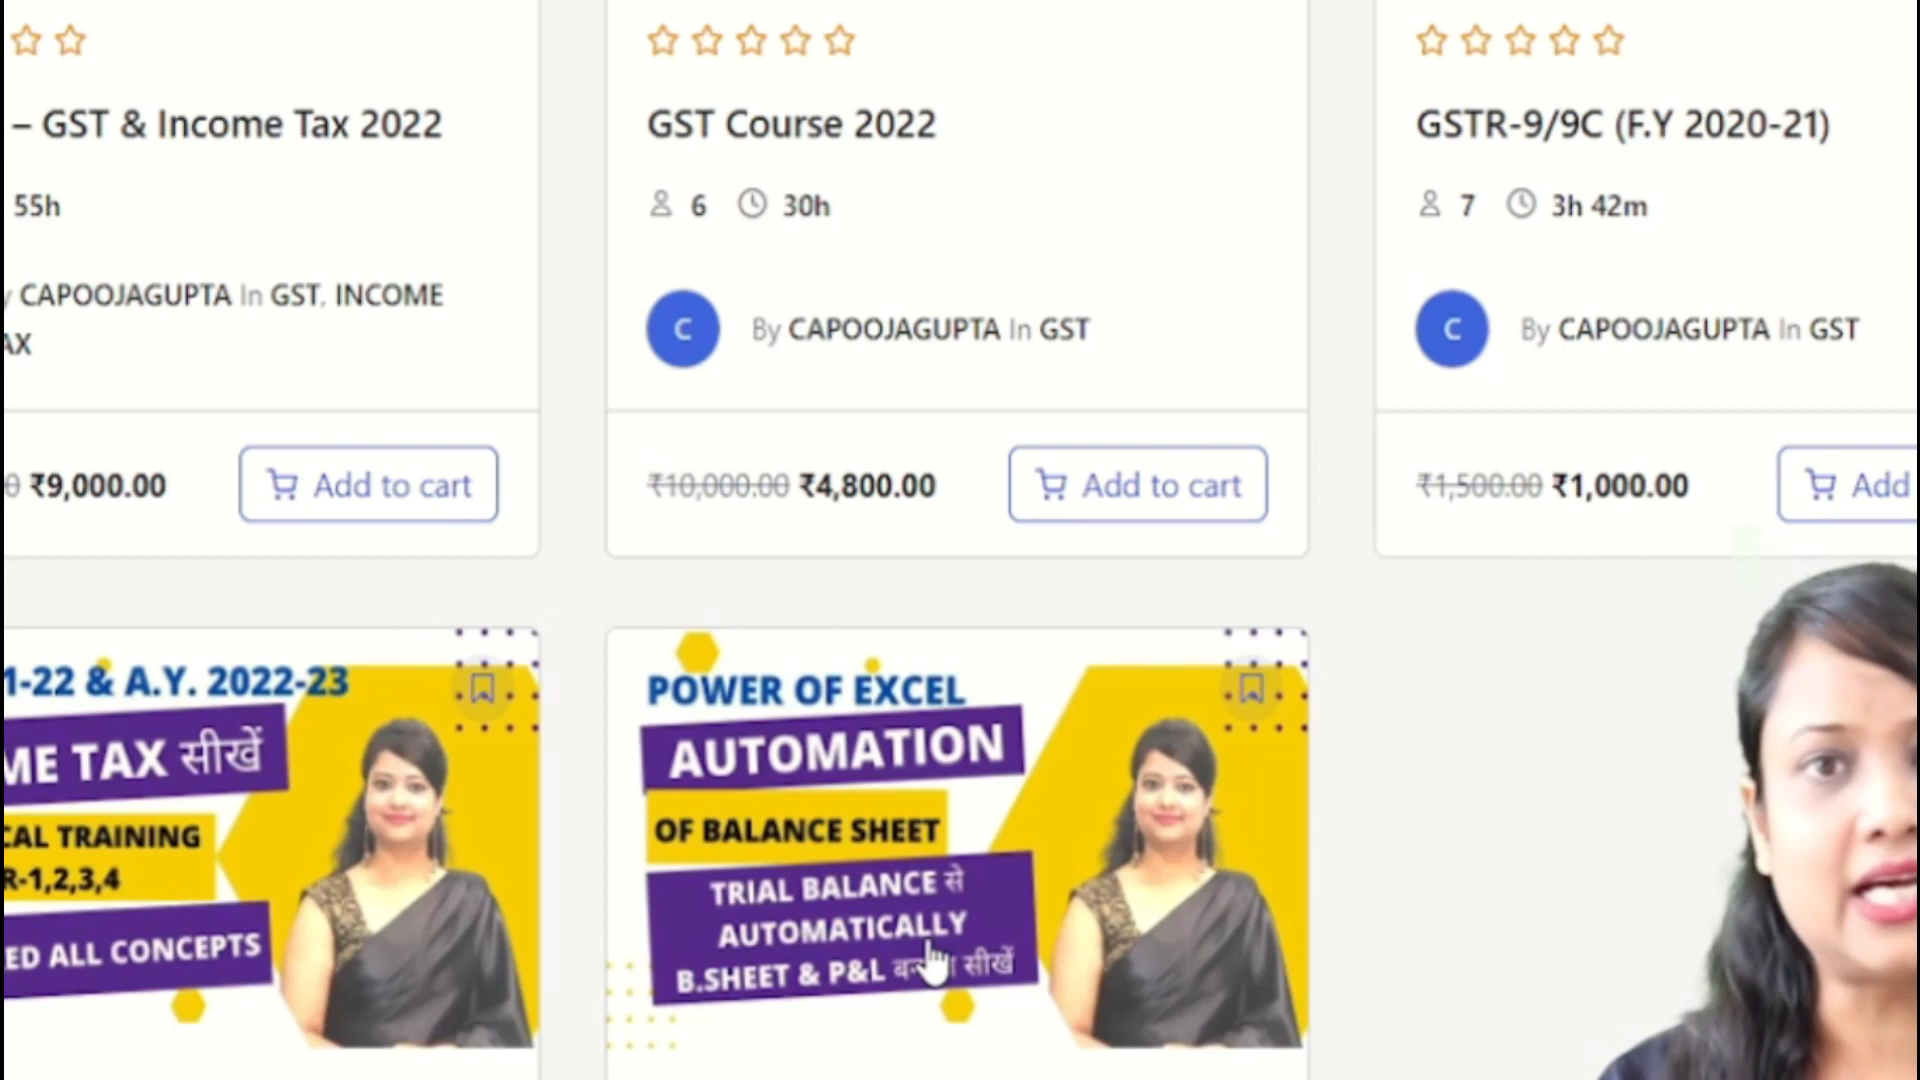 – GST & Income Tax 2022
55h
CAPOOJAGUPTA In GST, INCOME
₹9,000.00
Add to cart
GST Course 2022
6 30h
C By CAPOOJAGUPTA In GST
₹10,000.00 ₹4,800.00
Add to cart
GSTR-9/9C (F.Y 2020-21)
7 3h 42m
C By CAPOOJAGUPTA In GST
₹1,500.00 ₹1,000.00
Add
1-22 & A.Y. 2022-23
ME TAX सीखें
CAL TRAINING
R-1,2,3,4
ED ALL CONCEPTS
POWER OF EXCEL
AUTOMATION
OF BALANCE SHEET
TRIAL BALANCE से
AUTOMATICALLY
B.SHEET & P&L सीखें